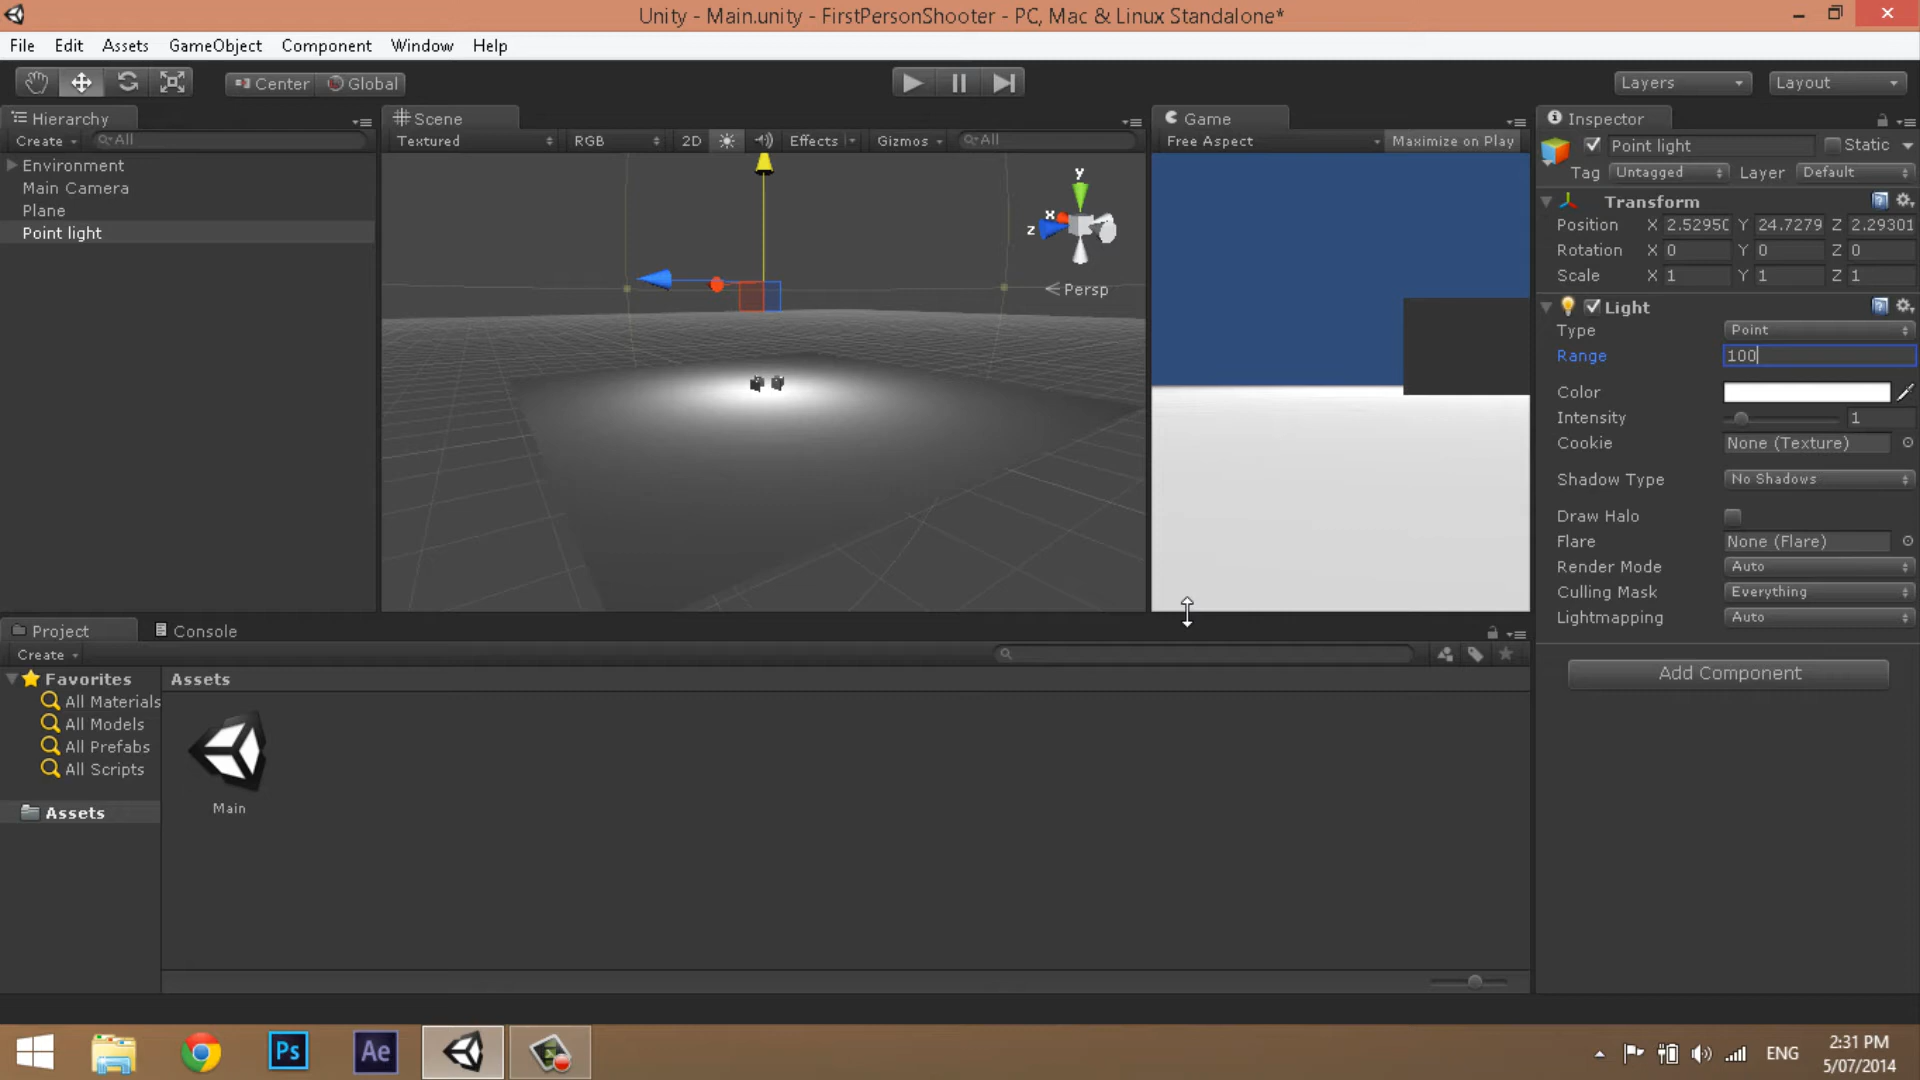 Unity - Main.unity - FirstPersonShooter - PC, Mac & Linux Standalone*
File Edit Assets GameObject Component Window Help
Center Global Layers Layout
Hierarchy
Create All
Environment
Main Camera
Plane
Point light
Scene
Textured RGB 2D Effects Gizmos All
y
x
z
Persp
Game
Free Aspect Maximize on Play
Inspector
Point light Static
Tag Untagged Layer Default
Transform
Position X 2.5295( Y 24.7279 Z 2.29301
Rotation X 0 Y 0 Z 0
Scale X 1 Y 1 Z 1
Light
Type Point
Range 100
Color
Intensity 1
Cookie None (Texture)
Shadow Type No Shadows
Draw Halo
Flare None (Flare)
Render Mode Auto
Culling Mask Everything
Lightmapping Auto
Add Component
Project Console
Create
Favorites
All Materials
All Models
All Prefabs
All Scripts
Assets
Assets
Main
Ps Ae
ENG
2:31 PM
5/07/2014